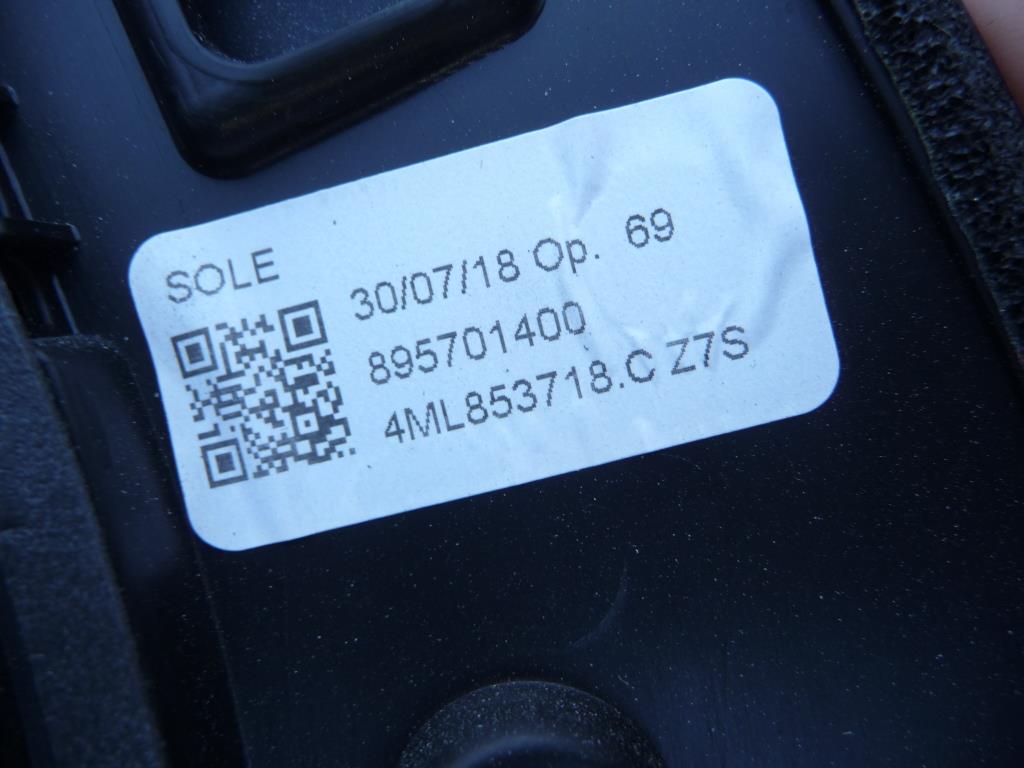 SOLE
30/07/18 Op. 69
895701400
4ML853718.C Z7S